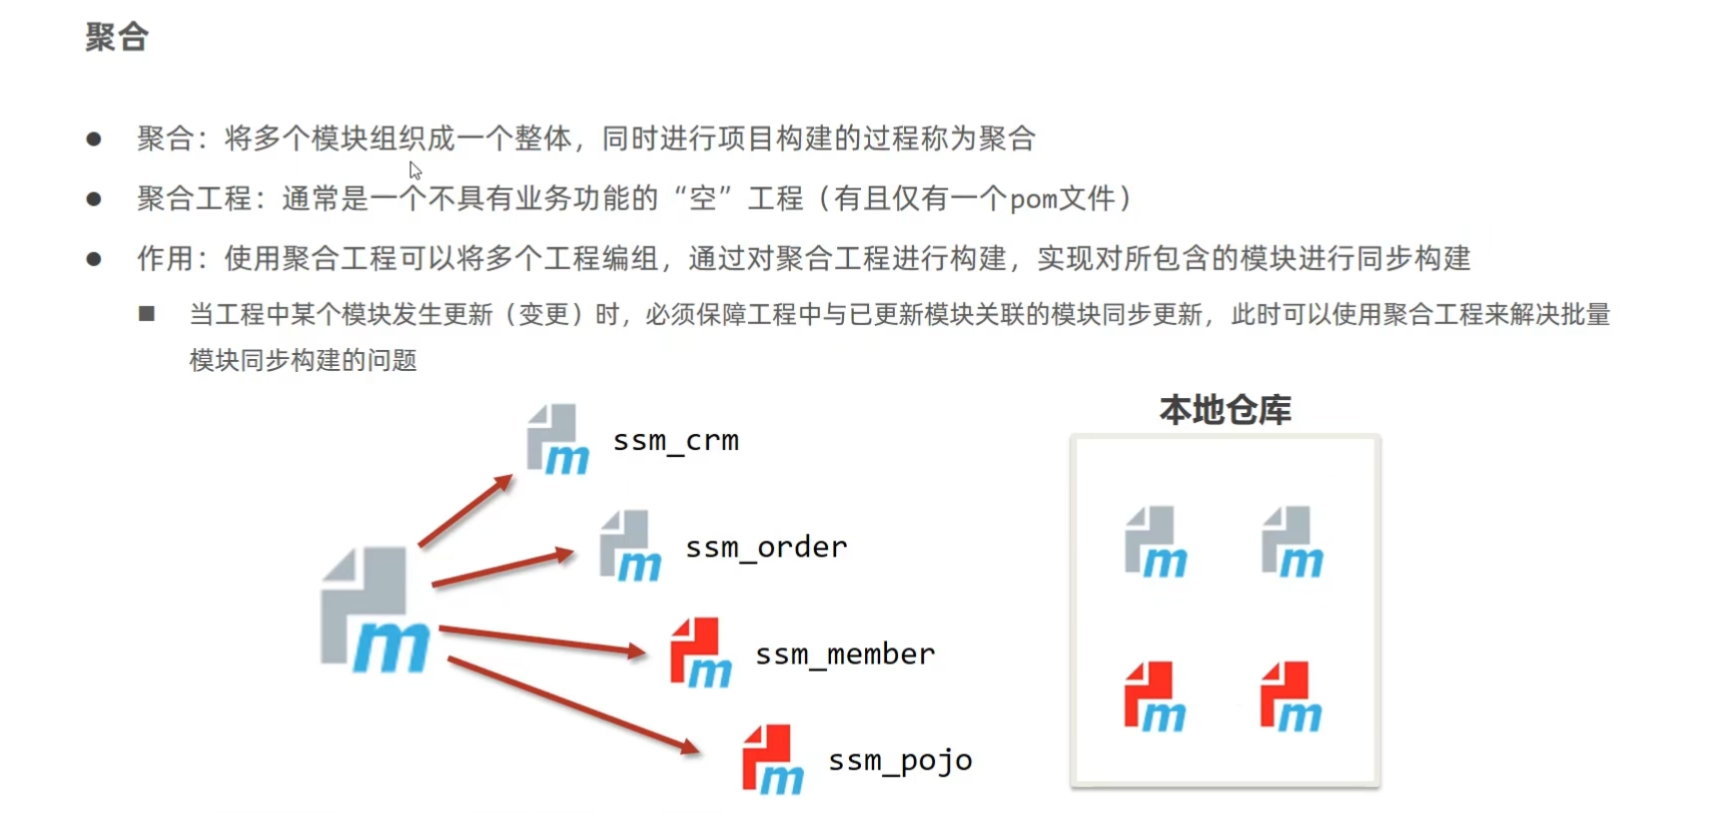 聚合
聚合：将多个模块组织成一个整体，同时进行项目构建的过程称为聚合
聚合工程：通常是一个不具有业务功能的“空”工程（有且仅有一个pom文件）
作用：使用聚合工程可以将多个工程编组，通过对聚合工程进行构建，实现对所包含的模块进行同步构建
当工程中某个模块发生更新（变更）时，必须保障工程中与已更新模块关联的模块同步更新，此时可以使用聚合工程来解决批量
模块同步构建的问题
本地仓库
m ssm_crm
m ssm_order
m m
m
m ssm_member
m m
m ssm_pojo